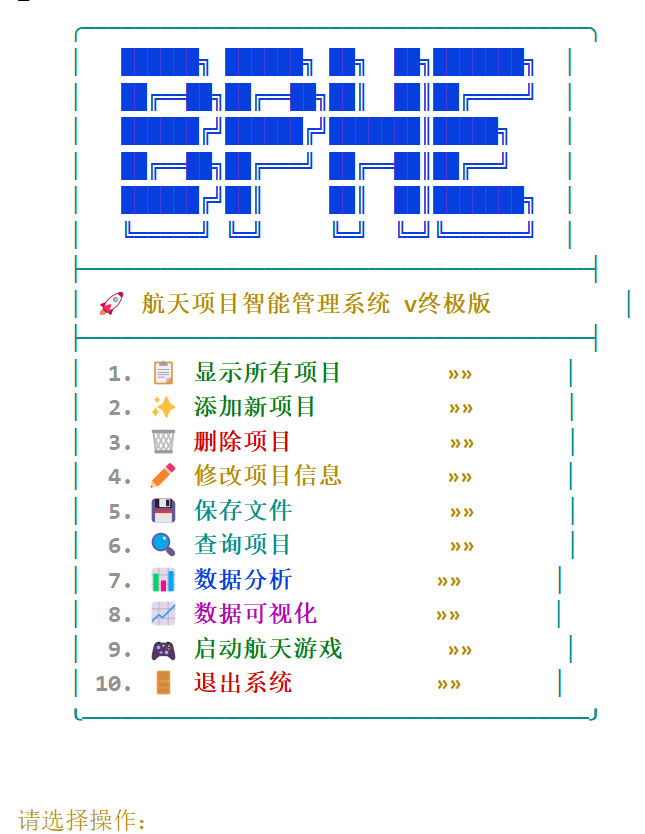 BPHE
🚀 航天项目智能管理系统 v终极版
1. 📋 显示所有项目 »»
2. ✨ 添加新项目 »»
3. 🗑️ 删除项目 »»
4. ✏️ 修改项目信息 »»
5. 💾 保存文件 »»
6. 🔍 查询项目 »»
7. 📊 数据分析 »»
8. 📈 数据可视化 »»
9. 🎮 启动航天游戏 »»
10. 🚪 退出系统 »»
请选择操作: